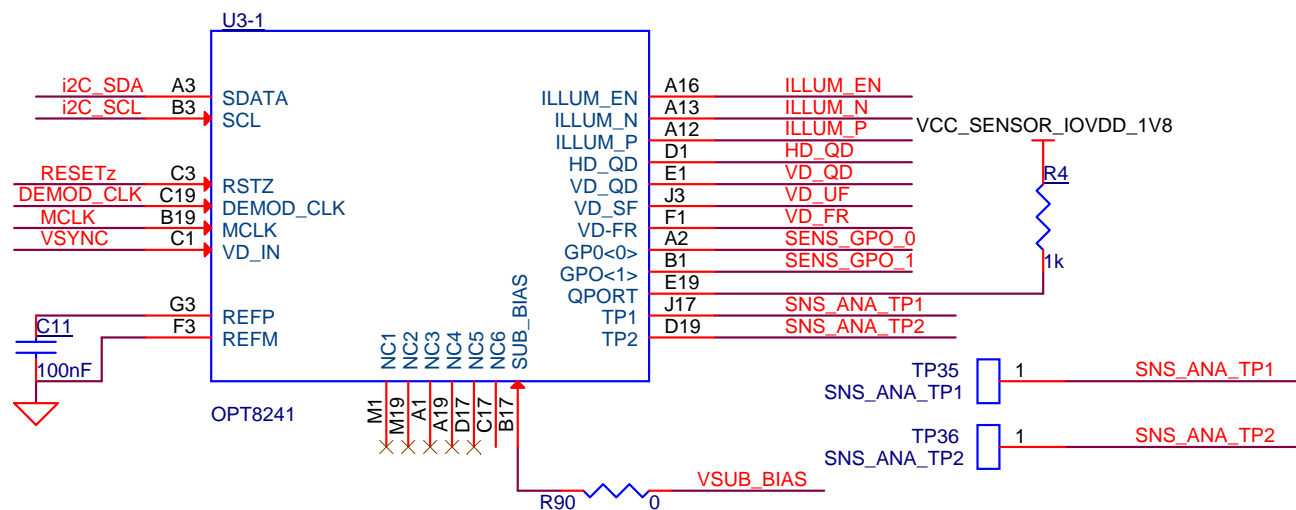 U3-1
i2C_SDA A3 SDATA
i2C_SCL B3 SCL
RESETz C3 RSTZ
DEMOD_CLK C19 DEMOD_CLK
MCLK B19 MCLK
VSYNC C1 VD_IN
G3 REFP
F3 REFM
C11
100nF
ILLUM_EN A16 ILLUM_EN
ILLUM_N A13 ILLUM_N
ILLUM_P A12 ILLUM_P
HD_QD D1 HD_QD
VD_QD E1 VD_QD
VD_SF J3 VD_UF
VD-FR F1 VD_FR
GP0<0> A2 SENS_GPO_0
GPO<1> B1 SENS_GPO_1
QPORT E19
TP1 J17 SNS_ANA_TP1
TP2 D19 SNS_ANA_TP2
VCC_SENSOR_IOVDD_1V8
R4
1k
NC1
NC2
NC3
NC4
NC5
NC6
SUB_BIAS
M1
M19
A1
A19
D17
C17
B17
OPT8241
TP35 1 SNS_ANA_TP1
SNS_ANA_TP1
TP36 1 SNS_ANA_TP2
SNS_ANA_TP2
VSUB_BIAS
R90 0